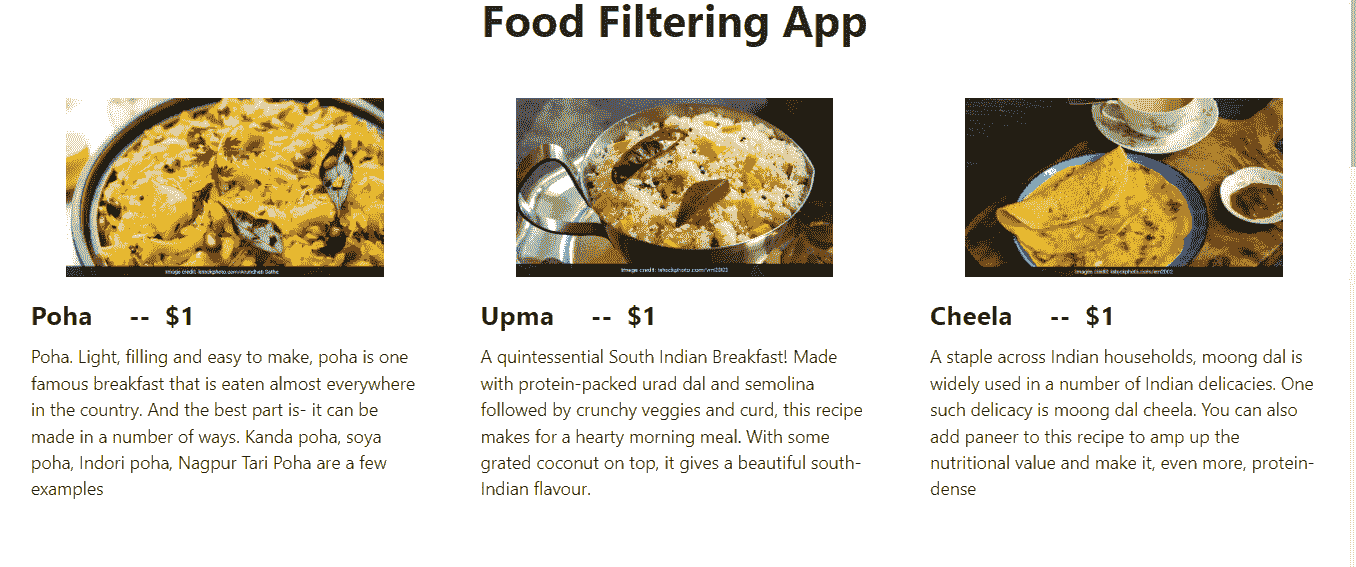 Food Filtering App
Image credit: istockphoto.com/Arundhati Sathe
Image credit: istockphoto.com/vm2002
Image credit: istockphoto.com/vm2002
Poha -- $1
Poha. Light, filling and easy to make, poha is one
famous breakfast that is eaten almost everywhere
in the country. And the best part is- it can be
made in a number of ways. Kanda poha, soya
poha, Indori poha, Nagpur Tari Poha are a few
examples
Upma -- $1
A quintessential South Indian Breakfast! Made
with protein-packed urad dal and semolina
followed by crunchy veggies and curd, this recipe
makes for a hearty morning meal. With some
grated coconut on top, it gives a beautiful south-
Indian flavour.
Cheela -- $1
A staple across Indian households, moong dal is
widely used in a number of Indian delicacies. One
such delicacy is moong dal cheela. You can also
add paneer to this recipe to amp up the
nutritional value and make it, even more, protein-
dense